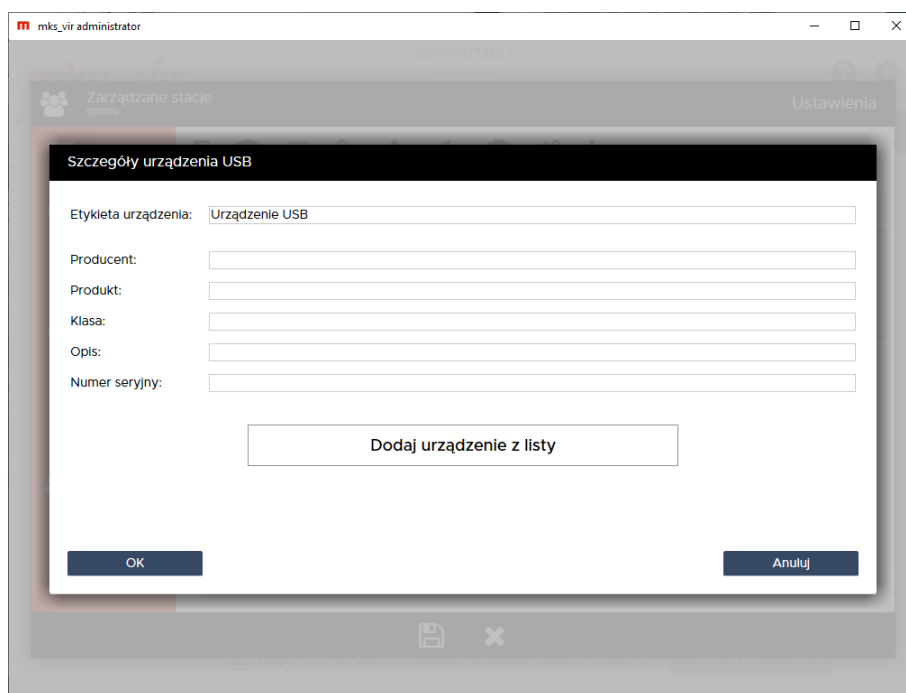 mks_vir administrator
Zarządzane stacje
(grupa)
Ustawienia
Szczegóły urządzenia USB
Etykieta urządzenia: Urządzenie USB
Producent:
Produkt:
Klasa:
Opis:
Numer seryjny:
Dodaj urządzenie z listy
OK Anuluj